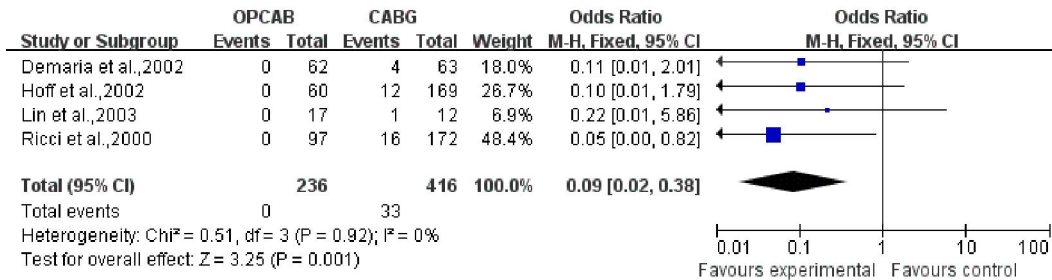 OPCAB CABG Odds Ratio Odds Ratio
Study or Subgroup Events Total Events Total Weight M-H, Fixed, 95% CI M-H, Fixed, 95% CI
Demaria et al.,2002 0 62 4 63 18.0% 0.11 [0.01, 2.01]
Hoff et al.,2002 0 60 12 169 26.7% 0.10 [0.01, 1.79]
Lin et al.,2003 0 17 1 12 6.9% 0.22 [0.01, 5.86]
Ricci et al.,2000 0 97 16 172 48.4% 0.05 [0.00, 0.82]
Total (95% CI) 236 416 100.0% 0.09 [0.02, 0.38]
Total events 0 33
Heterogeneity: Chi² = 0.51, df = 3 (P = 0.92); I² = 0%
Test for overall effect: Z = 3.25 (P = 0.001)
0.01 0.1 1 10 100
Favours experimental Favours control